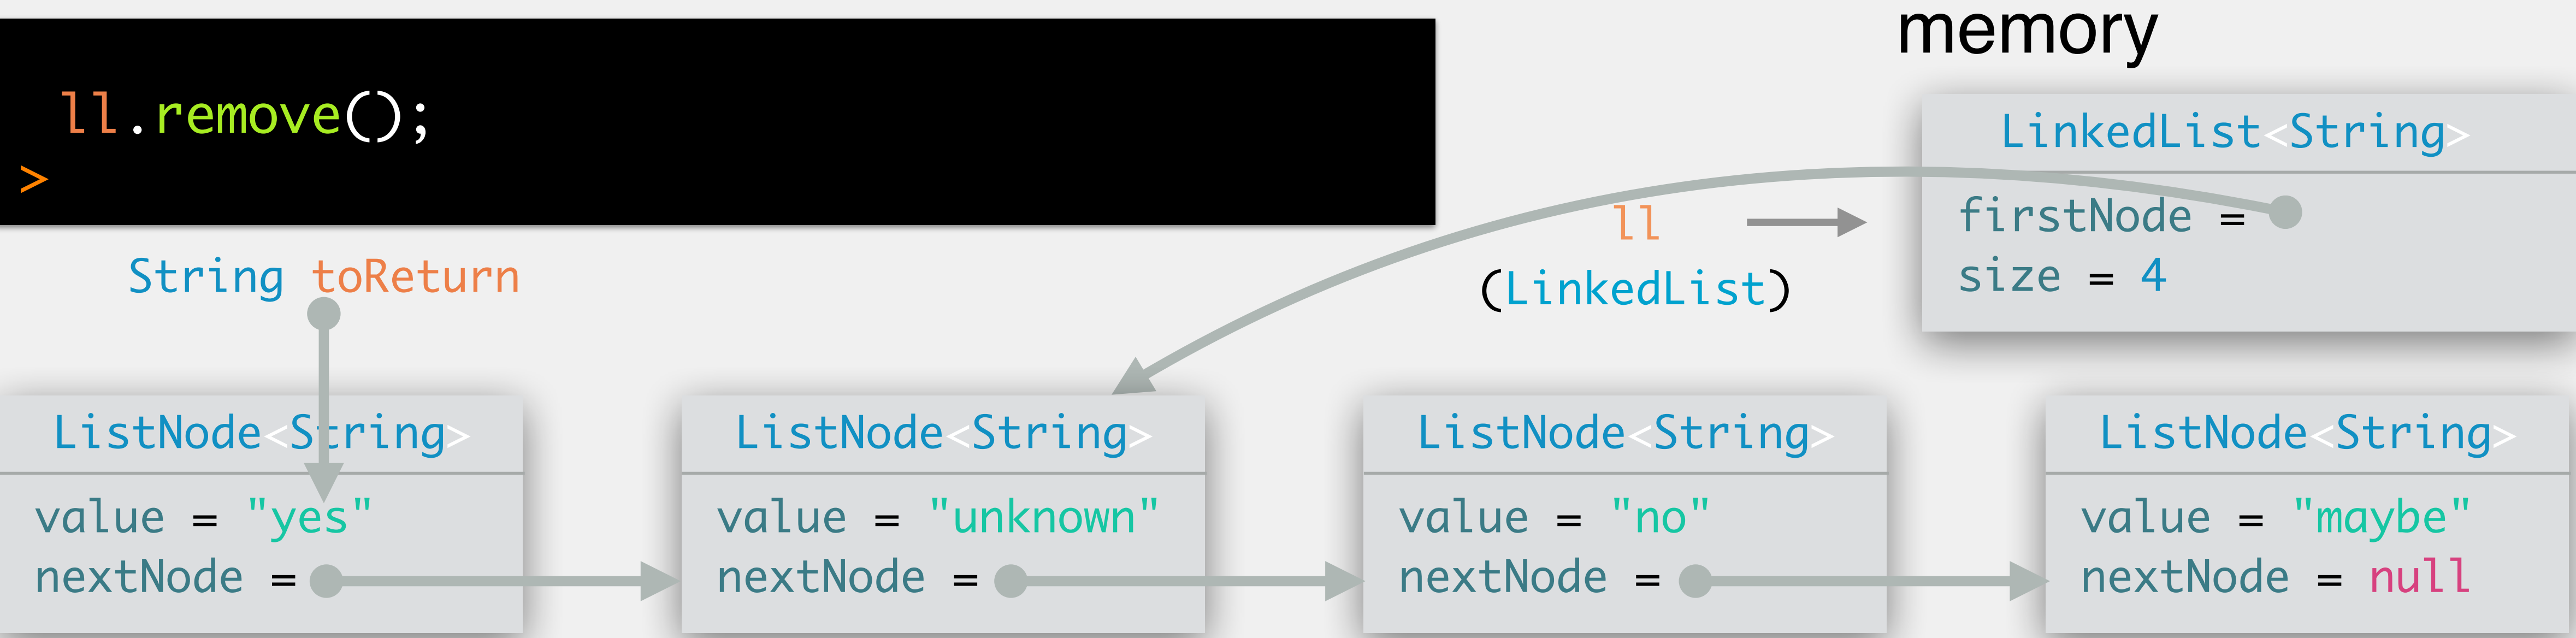 memory
ll.remove();
>
LinkedList<String>
firstNode =
size = 4
ll
(LinkedList)
String toReturn
ListNode<String>
value = "yes"
nextNode =
ListNode<String>
value = "unknown"
nextNode =
ListNode<String>
value = "no"
nextNode =
ListNode<String>
value = "maybe"
nextNode = null